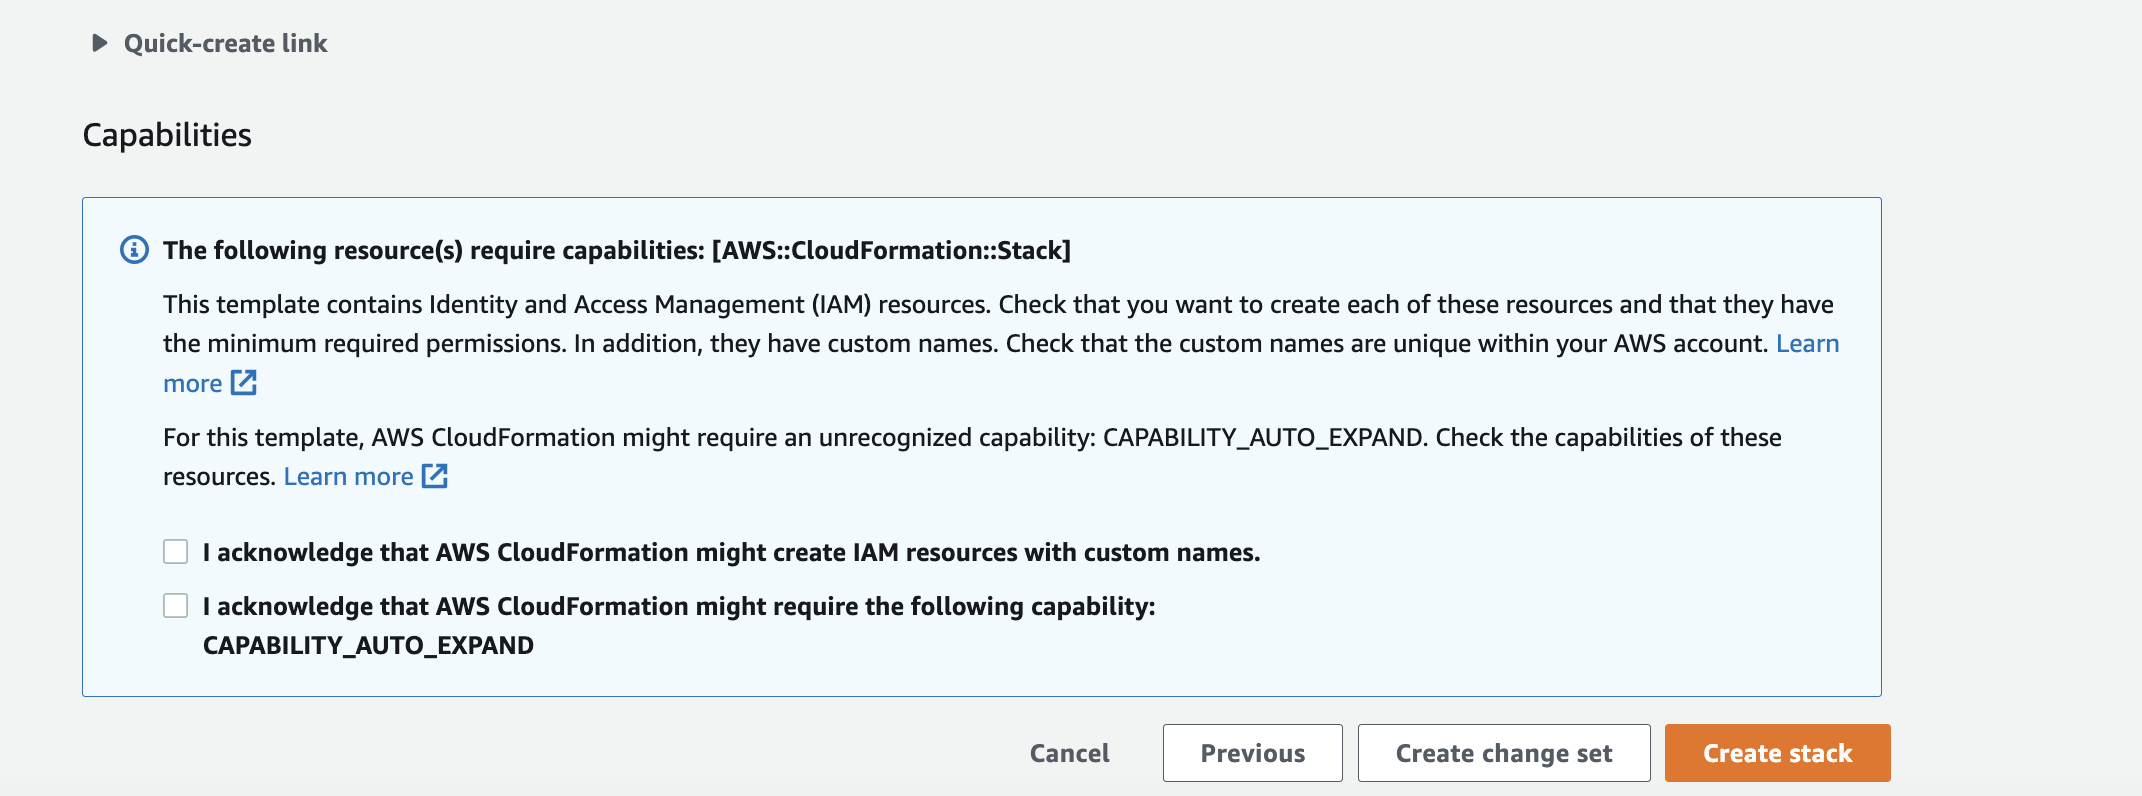 Quick-create link
Capabilities
The following resource(s) require capabilities: [AWS::CloudFormation::Stack]
This template contains Identity and Access Management (IAM) resources. Check that you want to create each of these resources and that they have
the minimum required permissions. In addition, they have custom names. Check that the custom names are unique within your AWS account. Learn
more
For this template, AWS CloudFormation might require an unrecognized capability: CAPABILITY_AUTO_EXPAND. Check the capabilities of these
resources. Learn more
I acknowledge that AWS CloudFormation might create IAM resources with custom names.
I acknowledge that AWS CloudFormation might require the following capability:
CAPABILITY_AUTO_EXPAND
Cancel Previous Create change set Create stack